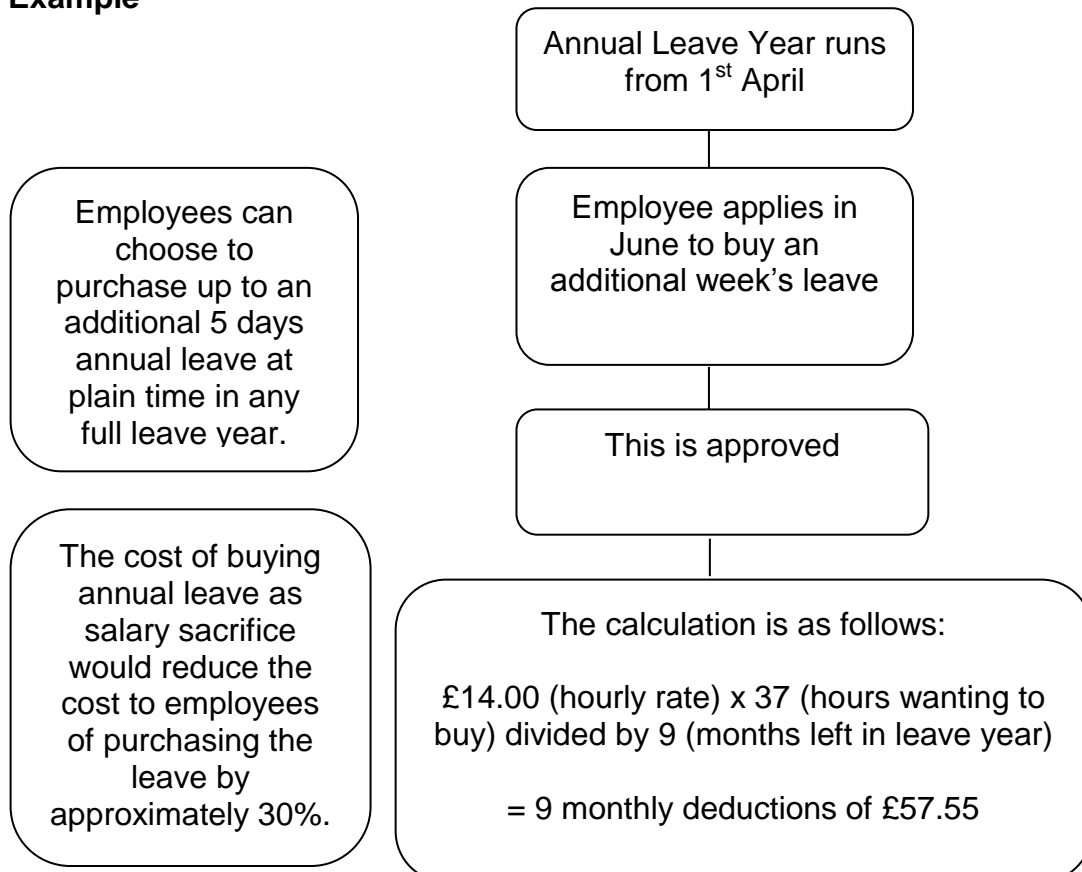 Example
Annual Leave Year runs
from 1st April
Employees can
choose to
purchase up to an
additional 5 days
annual leave at
plain time in any
full leave year.
Employee applies in
June to buy an
additional week's leave
This is approved
The cost of buying
annual leave as
salary sacrifice
would reduce the
cost to employees
of purchasing the
leave by
approximately 30%.
The calculation is as follows:
£14.00 (hourly rate) x 37 (hours wanting to
buy) divided by 9 (months left in leave year)
= 9 monthly deductions of £57.55